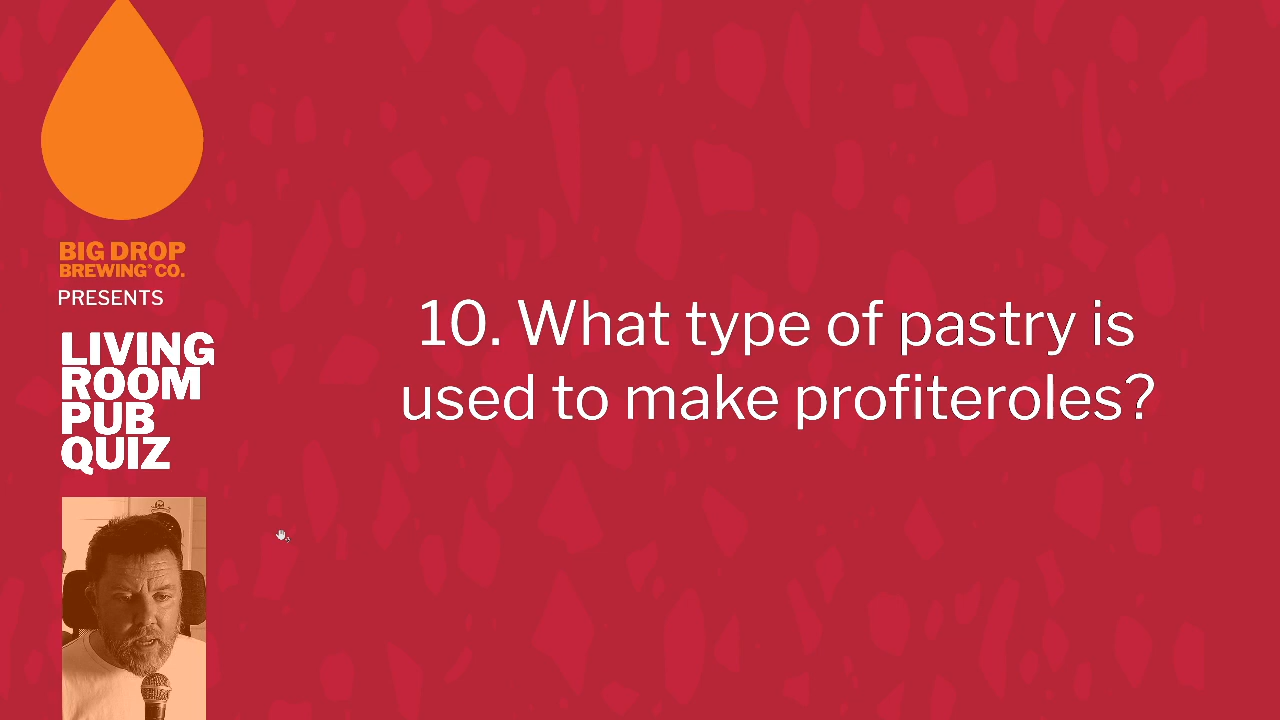 BIG DROP
BREWING® CO.
PRESENTS
LIVING
ROOM
PUB
QUIZ
10. What type of pastry is
used to make profiteroles?